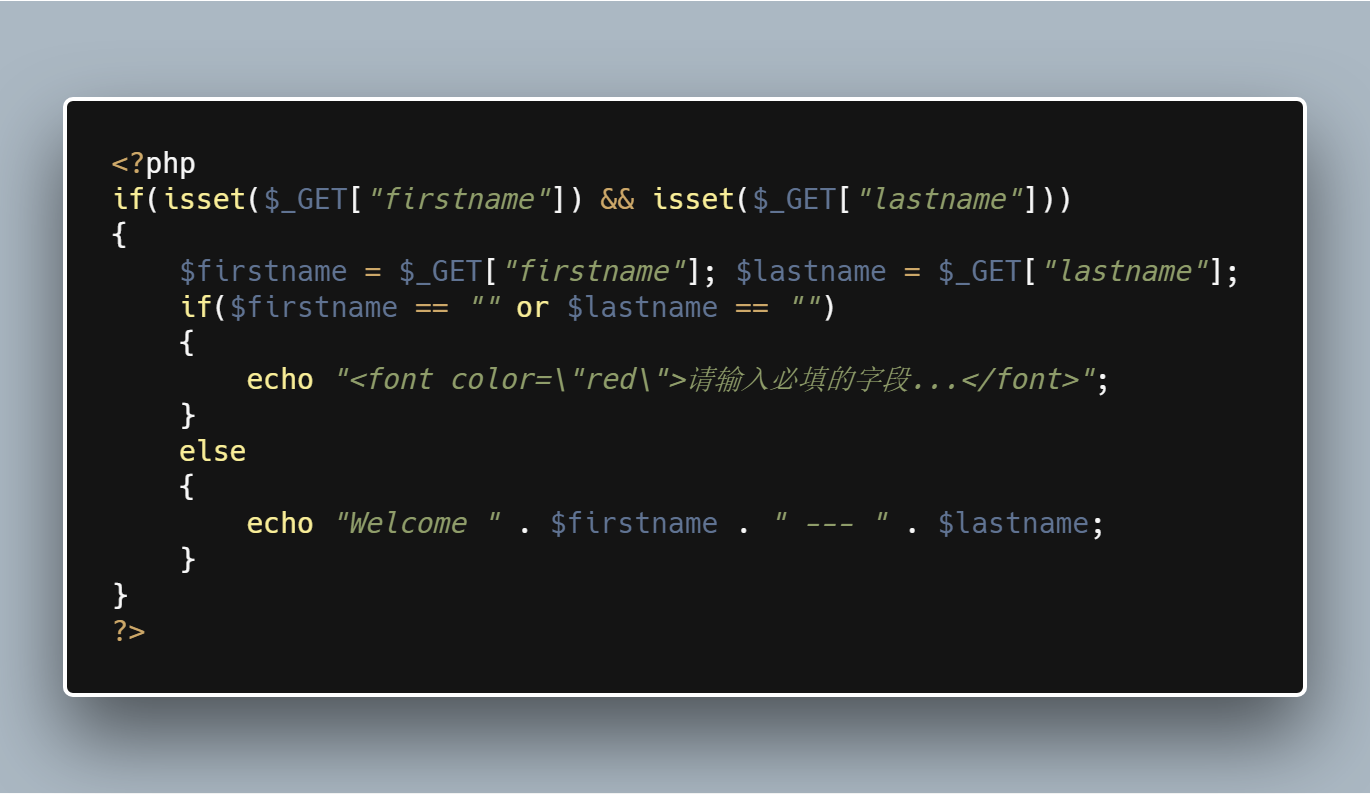 <?php
if(isset($_GET["firstname"]) && isset($_GET["lastname"]))
{
    $firstname = $_GET["firstname"]; $lastname = $_GET["lastname"];
    if($firstname == "" or $lastname == "")
    {
        echo "<font color=\"red\">请输入必填的字段...</font>";
    }
    else
    {
        echo "Welcome " . $firstname . " --- " . $lastname;
    }
}
?>